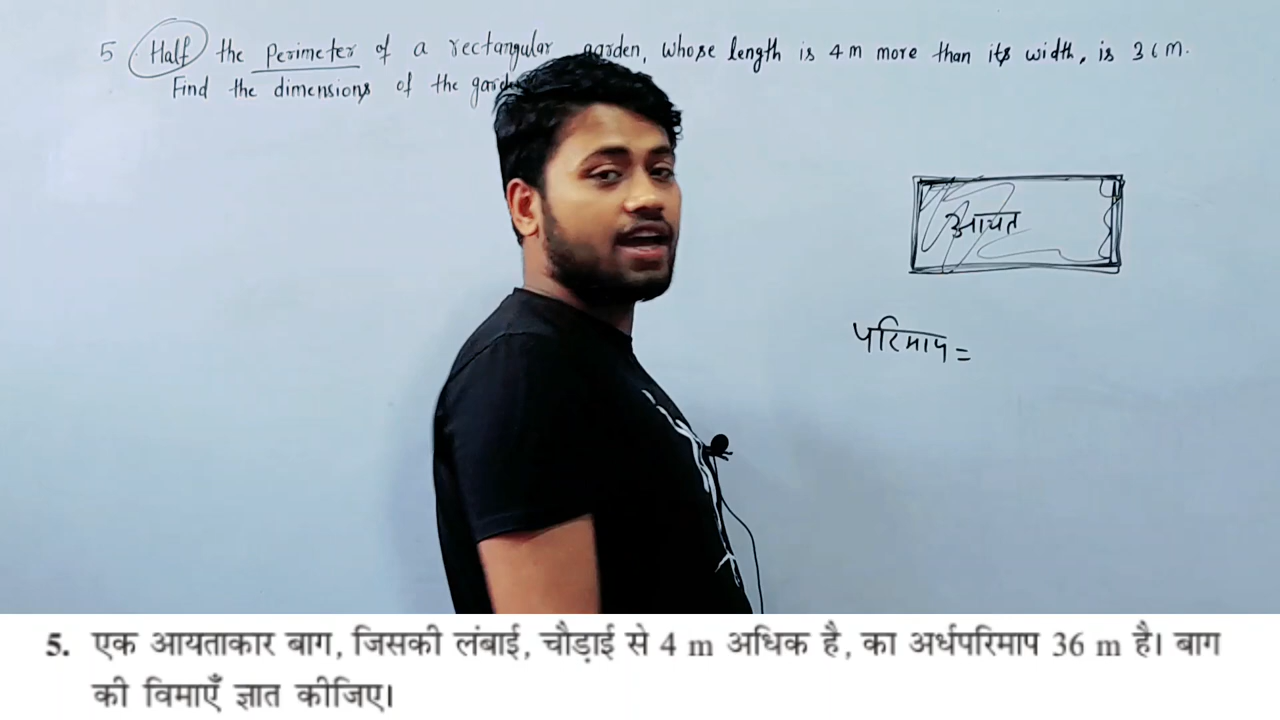 5 Half the Perimeter of a rectangular garden, whose length is 4 m more than its width, is 36 m.
Find the dimensions of the
आयत
परिमाप =
5. एक आयताकार बाग, जिसकी लंबाई, चौड़ाई से 4 m अधिक है, का अर्धपरिमाप 36 m है। बाग
की विमाएँ ज्ञात कीजिए।